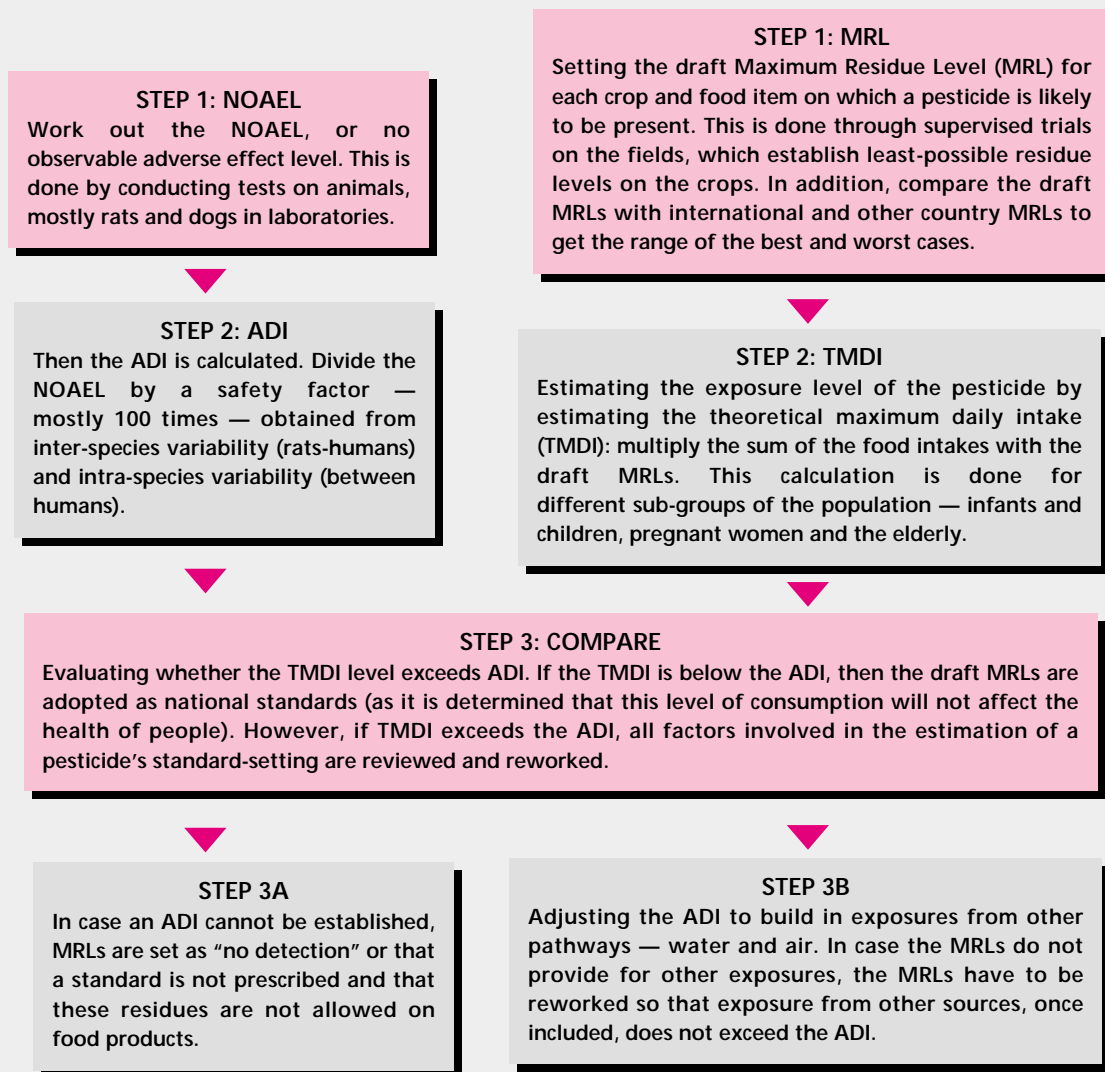 STEP 1: NOAEL
Work out the NOAEL, or no
observable adverse effect level. This is
done by conducting tests on animals,
mostly rats and dogs in laboratories.
STEP 2: ADI
Then the ADI is calculated. Divide the
NOAEL by a safety factor —
mostly 100 times — obtained from
inter-species variability (rats-humans)
and intra-species variability (between
humans).
STEP 1: MRL
Setting the draft Maximum Residue Level (MRL) for
each crop and food item on which a pesticide is likely
to be present. This is done through supervised trials
on the fields, which establish least-possible residue
levels on the crops. In addition, compare the draft
MRLs with international and other country MRLs to
get the range of the best and worst cases.
STEP 2: TMDI
Estimating the exposure level of the pesticide by
estimating the theoretical maximum daily intake
(TMDI): multiply the sum of the food intakes with the
draft MRLs. This calculation is done for
different sub-groups of the population — infants and
children, pregnant women and the elderly.
STEP 3: COMPARE
Evaluating whether the TMDI level exceeds ADI. If the TMDI is below the ADI, then the draft MRLs are
adopted as national standards (as it is determined that this level of consumption will not affect the
health of people). However, if TMDI exceeds the ADI, all factors involved in the estimation of a
pesticide's standard-setting are reviewed and reworked.
STEP 3A
In case an ADI cannot be established,
MRLs are set as “no detection” or that
a standard is not prescribed and that
these residues are not allowed on
food products.
STEP 3B
Adjusting the ADI to build in exposures from other
pathways — water and air. In case the MRLs do not
provide for other exposures, the MRLs have to be
reworked so that exposure from other sources, once
included, does not exceed the ADI.